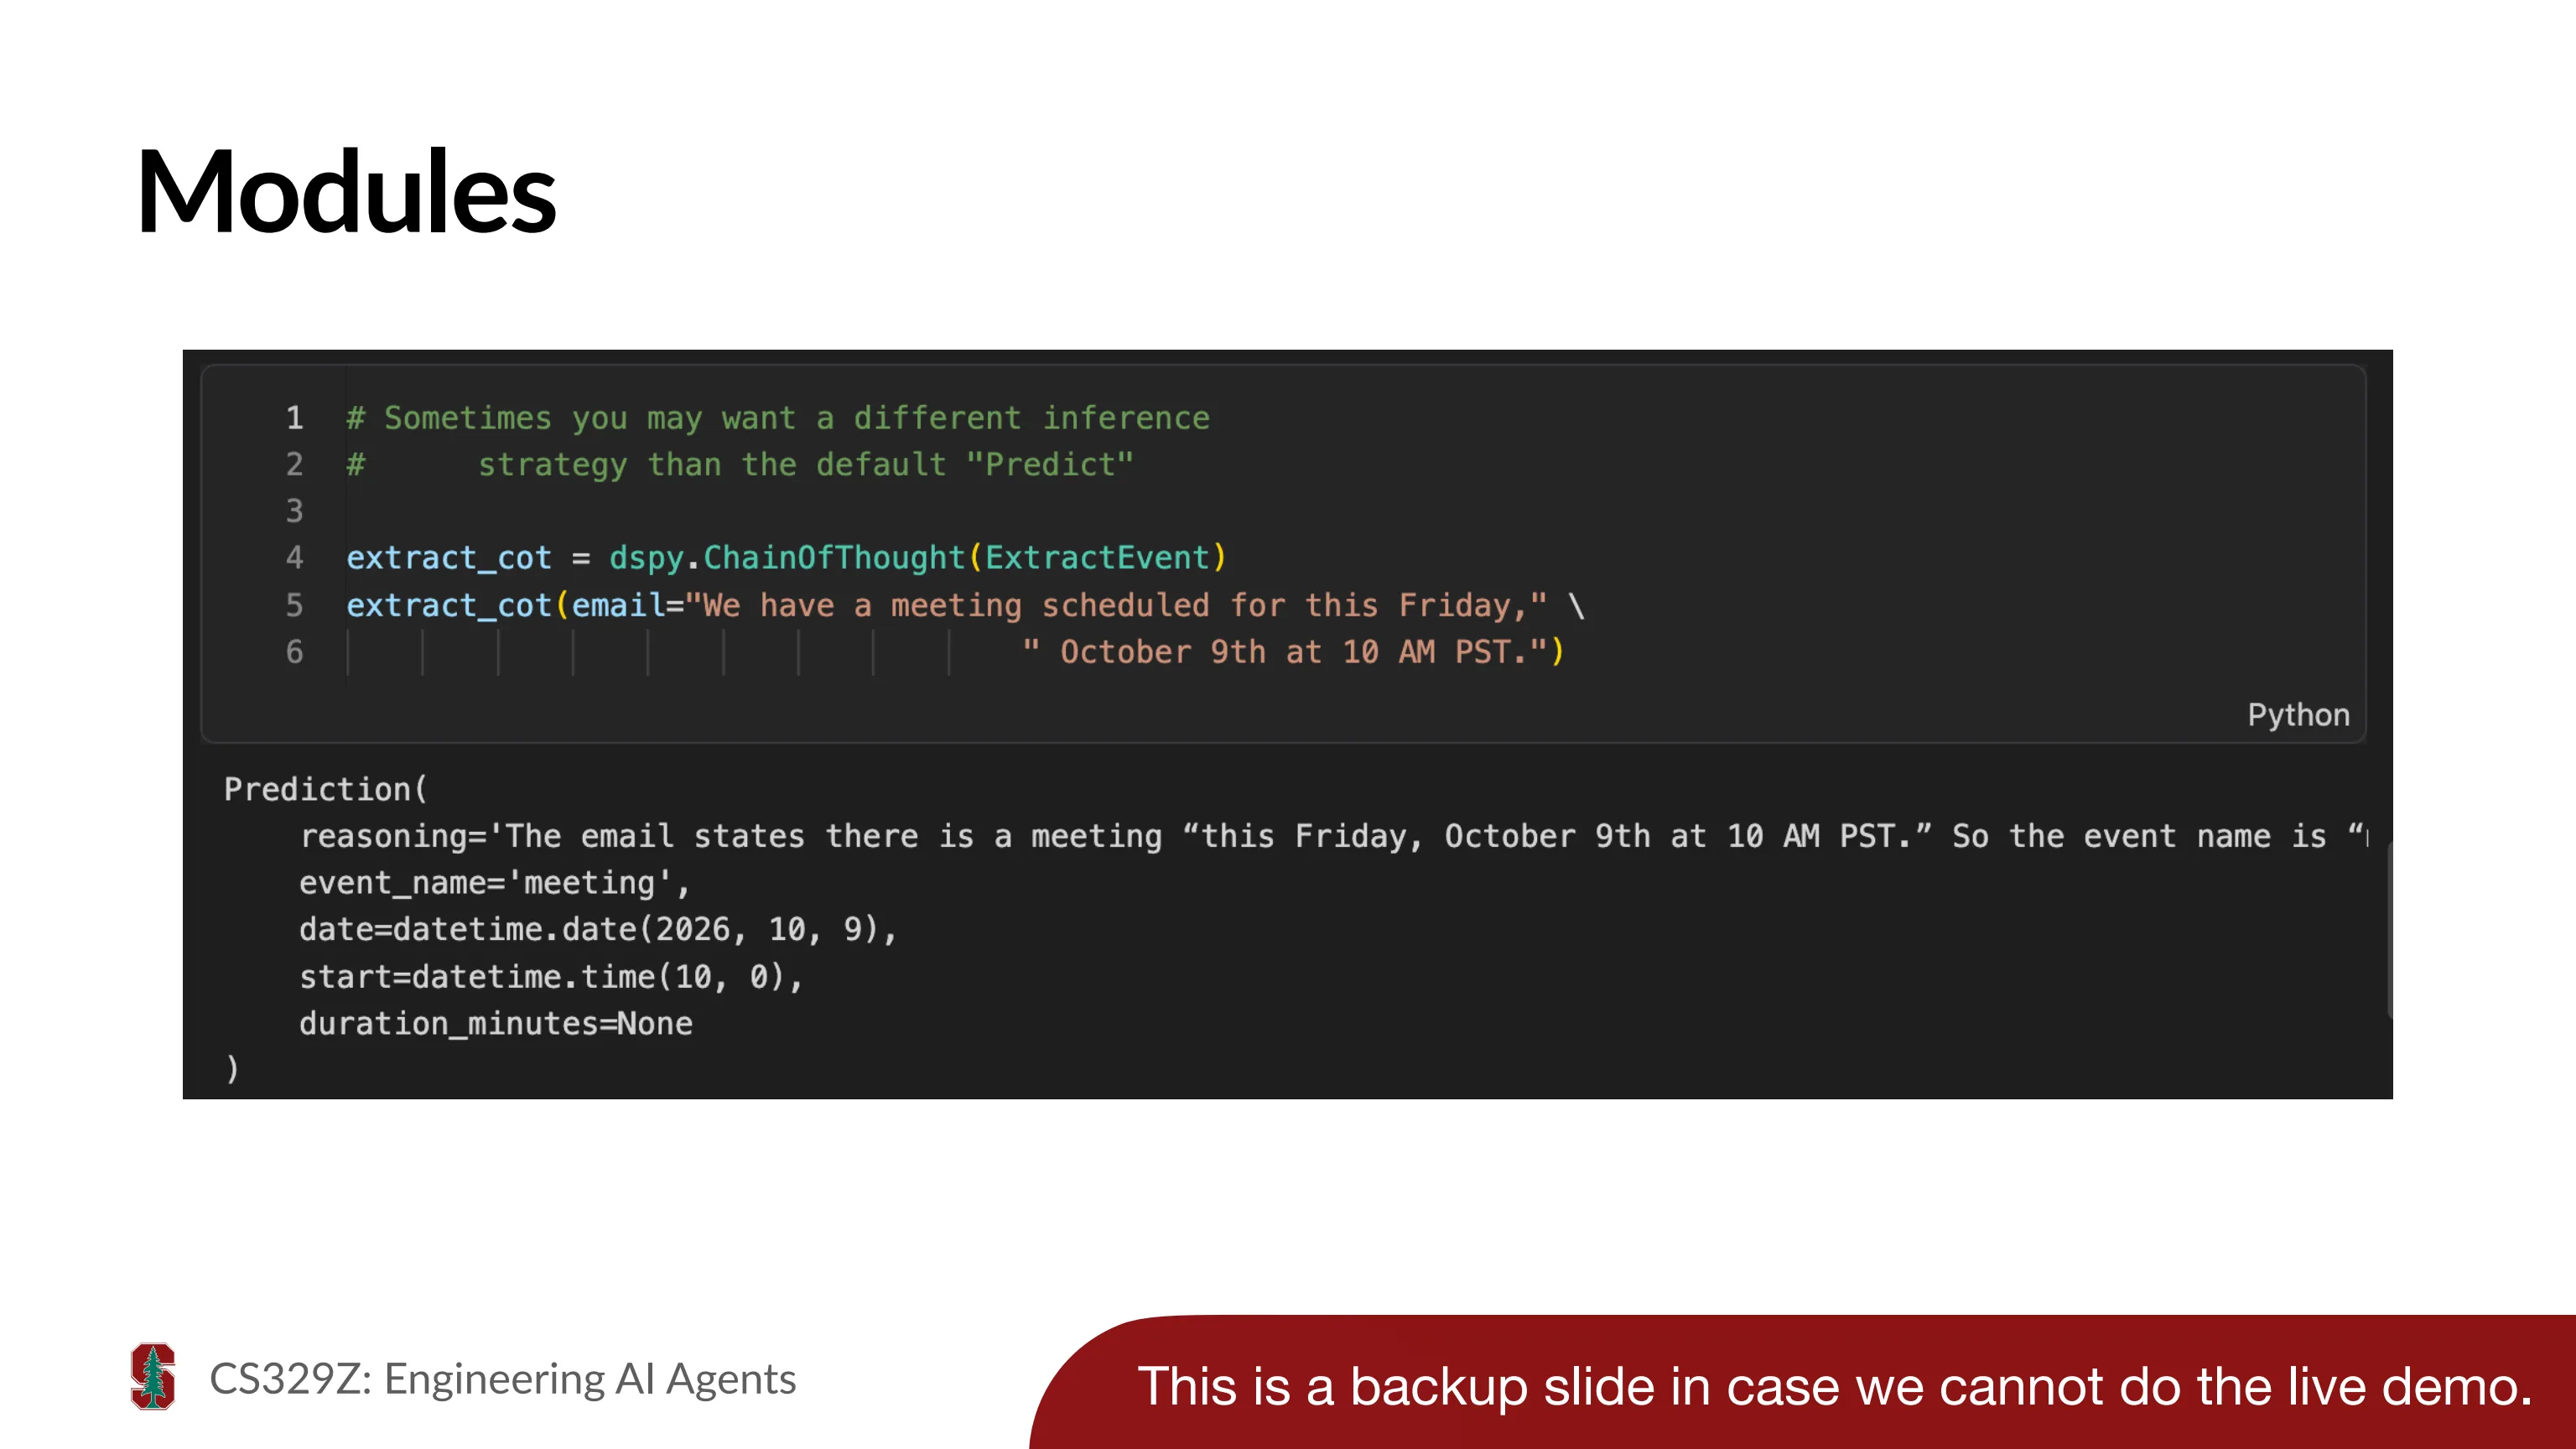 Modules
1 # Sometimes you may want a different inference
2 #      strategy than the default "Predict"
3
4 extract_cot = dspy.ChainOfThought(ExtractEvent)
5 extract_cot(email="We have a meeting scheduled for this Friday," \
6                                     " October 9th at 10 AM PST.")
Python
Prediction(
    reasoning='The email states there is a meeting “this Friday, October 9th at 10 AM PST.” So the event name is “
    event_name='meeting',
    date=datetime.date(2026, 10, 9),
    start=datetime.time(10, 0),
    duration_minutes=None
)
CS329Z: Engineering AI Agents
This is a backup slide in case we cannot do the live demo.